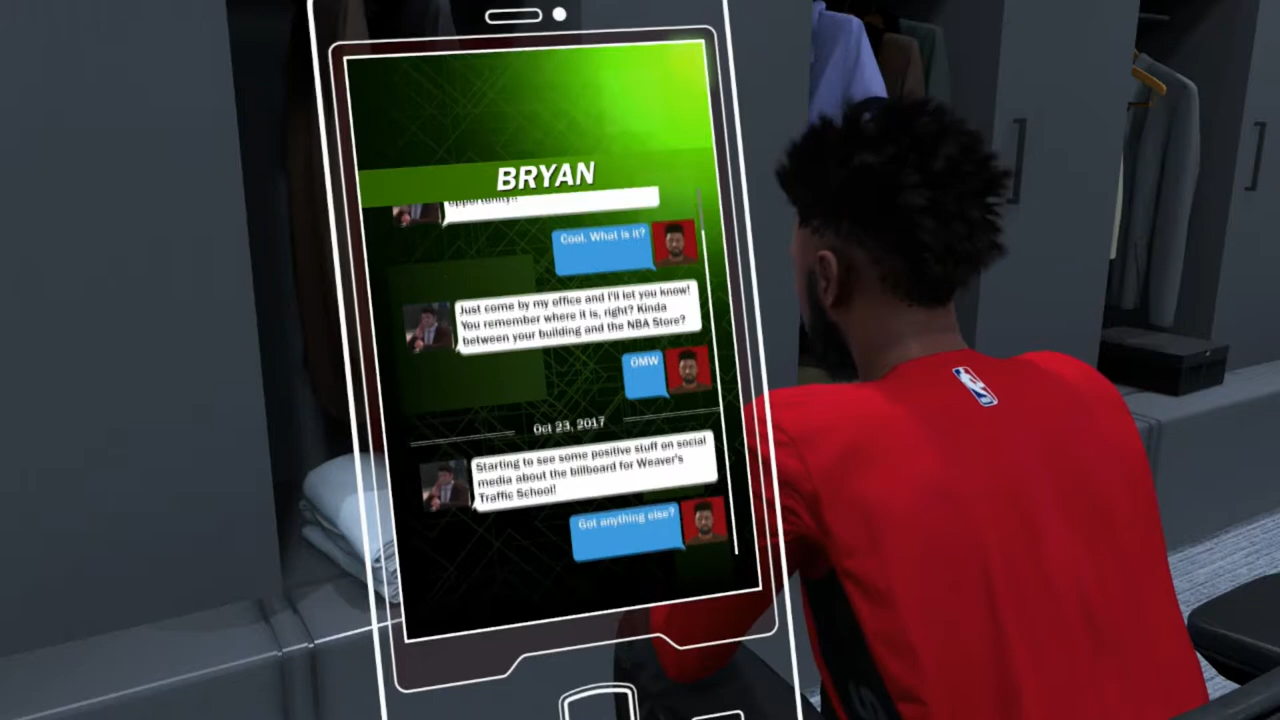 BRYAN
opportunity!!
Cool. What is it?
Just come by my office and I'll let you know!
You remember where it is, right? Kinda
between your building and the NBA Store?
OMW
Oct 23, 2017
Starting to see some positive stuff on social
media about the billboard for Weaver's
Traffic School!
Got anything else?